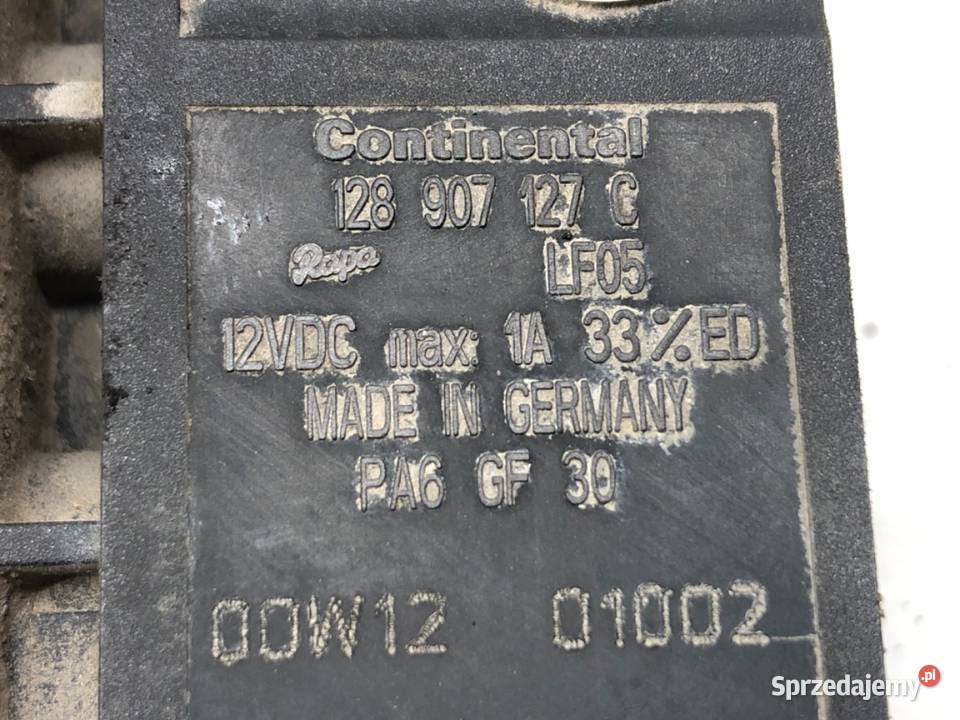 Continental
128 907 127 C
Rapa LF05
12VDC max: 1A 33%ED
MADE IN GERMANY
PA6 GF 30
00W12 01002
Sprzedajemy.pl